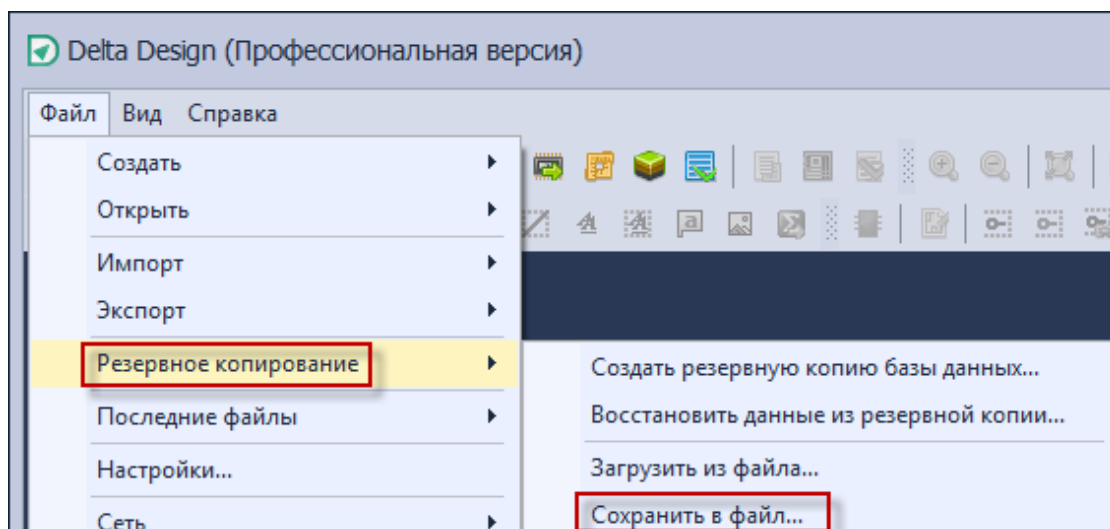 Delta Design (Профессиональная версия)
Файл Вид Справка
Создать
Открыть
Импорт
Экспорт
Резервное копирование
Создать резервную копию базы данных...
Последние файлы
Восстановить данные из резервной копии...
Настройки...
Загрузить из файла...
Сеть
Сохранить в файл...